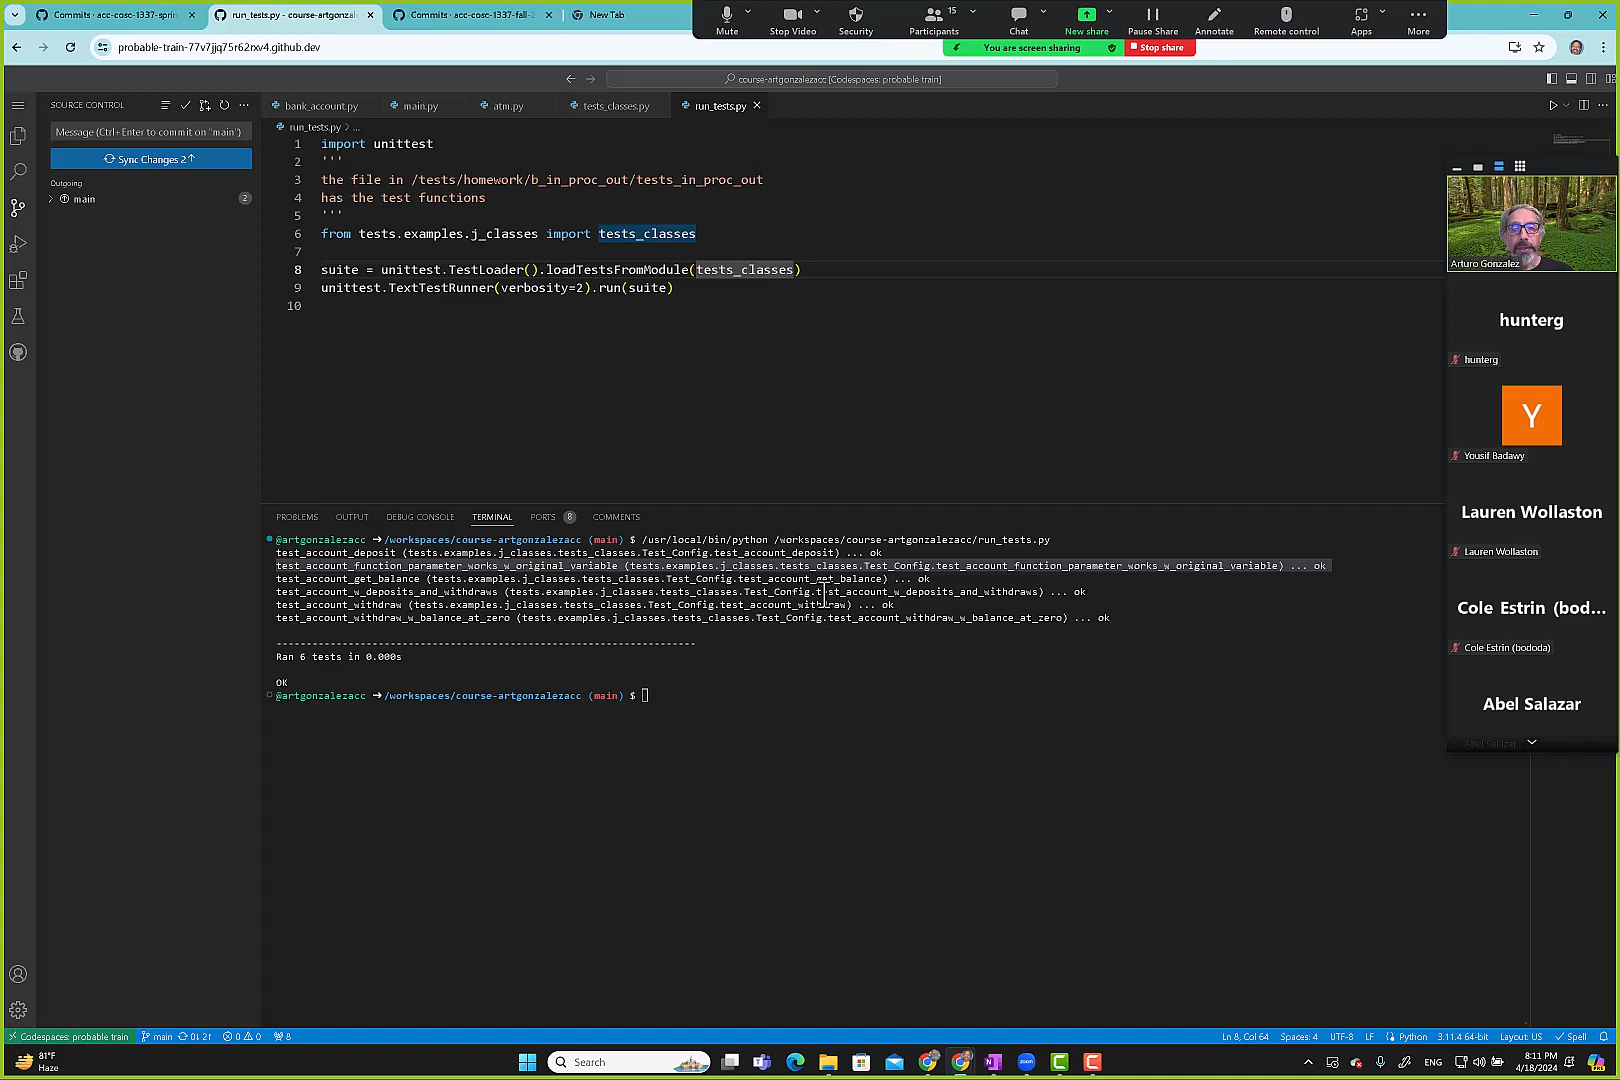 Commits · acc-cosc-1337-sprin
run_tests.py - course-artgonzal
Commits · acc-cosc-1337-fall-2
New Tab
Mute
Stop Video
Security
Participants
15
Chat
New share
Pause Share
Annotate
Remote control
Apps
More
You are screen sharing
Stop share
probable-train-77v7jjq75r62rxv4.github.dev
course-artgonzalezacc [Codespaces: probable train]
SOURCE CONTROL
Message (Ctrl+Enter to commit on "main")
Sync Changes 2↑
Outgoing
main
2
bank_account.py
main.py
atm.py
tests_classes.py
run_tests.py
run_tests.py > ...
1 import unittest
2 '''
3 the file in /tests/homework/b_in_proc_out/tests_in_proc_out
4 has the test functions
5 '''
6 from tests.examples.j_classes import tests_classes
7
8 suite = unittest.TestLoader().loadTestsFromModule(tests_classes)
9 unittest.TextTestRunner(verbosity=2).run(suite)
10
PROBLEMS
OUTPUT
DEBUG CONSOLE
TERMINAL
PORTS 8
COMMENTS
@artgonzalezacc ➜ /workspaces/course-artgonzalezacc (main) $ /usr/local/bin/python /workspaces/course-artgonzalezacc/run_tests.py
test_account_deposit (tests.examples.j_classes.tests_classes.Test_Config.test_account_deposit) ... ok
test_account_function_parameter_works_w_original_variable (tests.examples.j_classes.tests_classes.Test_Config.test_account_function_parameter_works_w_original_variable) ... ok
test_account_get_balance (tests.examples.j_classes.tests_classes.Test_Config.test_account_get_balance) ... ok
test_account_w_deposits_and_withdraws (tests.examples.j_classes.tests_classes.Test_Config.test_account_w_deposits_and_withdraws) ... ok
test_account_withdraw (tests.examples.j_classes.tests_classes.Test_Config.test_account_withdraw) ... ok
test_account_withdraw_w_balance_at_zero (tests.examples.j_classes.tests_classes.Test_Config.test_account_withdraw_w_balance_at_zero) ... ok
----------------------------------------------------------------------
Ran 6 tests in 0.000s
OK
@artgonzalezacc ➜ /workspaces/course-artgonzalezacc (main) $
Arturo Gonzalez
hunterg
hunterg
Y
Yousif Badawy
Lauren Wollaston
Lauren Wollaston
Cole Estrin (bod...
Cole Estrin (bododa)
Abel Salazar
Abel Salazar
Codespaces: probable train
main
0↓ 2↑
0
0
8
Ln 8, Col 64
Spaces: 4
UTF-8
LF
Python
3.11.4 64-bit
Layout: US
Spell
81°F
Haze
Search
ENG
8:11 PM
4/18/2024